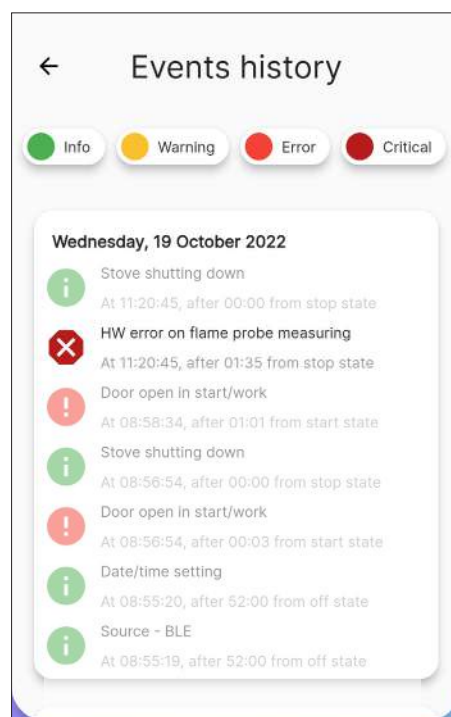 Events history
Info
Warning
Error
Critical
Wednesday, 19 October 2022
Stove shutting down
At 11:20:45, after 00:00 from stop state
HW error on flame probe measuring
At 11:20:45, after 01:35 from stop state
Door open in start/work
At 08:58:34, after 01:01 from start state
Stove shutting down
At 08:56:54, after 00:00 from stop state
Door open in start/work
At 08:56:54, after 00:03 from start state
Date/time setting
At 08:55:20, after 52:00 from off state
Source - BLE
At 08:55:19, after 52:00 from off state